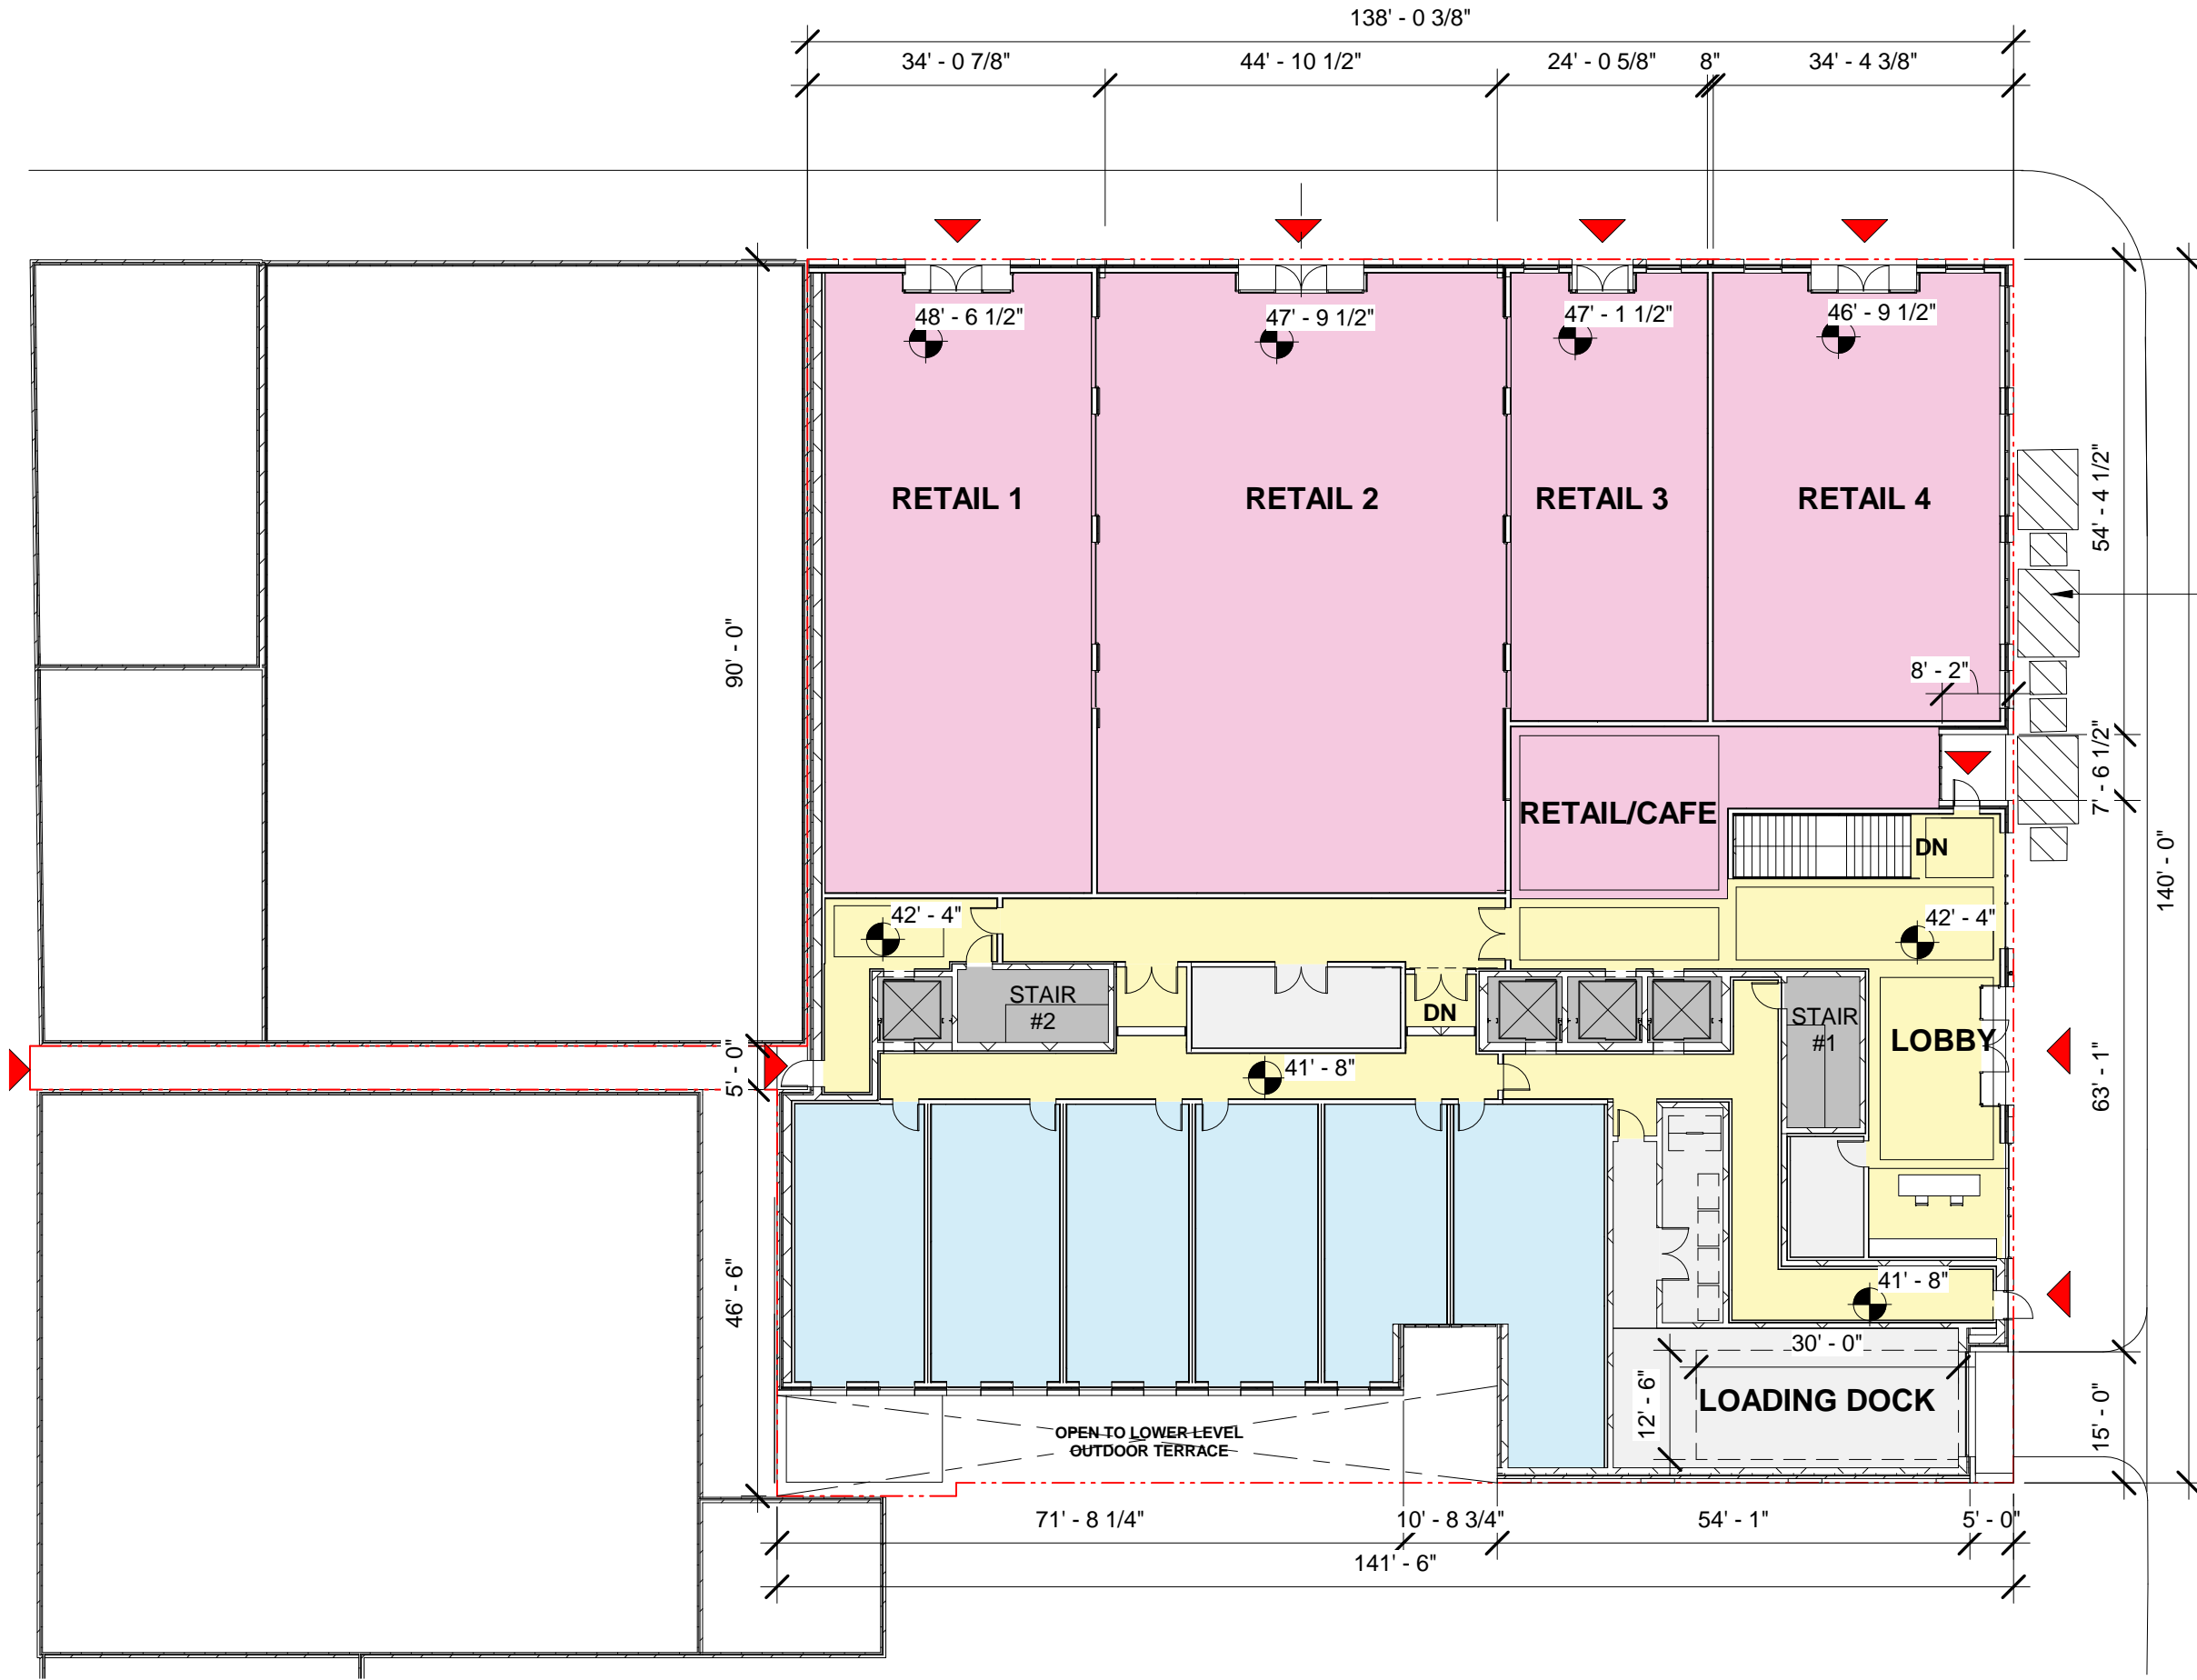 138' - 0 3/8"
34' - 0 7/8"
44' - 10 1/2"
24' - 0 5/8"
8"
34' - 4 3/8"
48' - 6 1/2"
47' - 9 1/2"
47' - 1 1/2"
46' - 9 1/2"
RETAIL 1
RETAIL 2
RETAIL 3
RETAIL 4
54' - 4 1/2"
90' - 0"
8' - 2"
7' - 6 1/2"
RETAIL/CAFE
DN
140' - 0"
42' - 4"
42' - 4"
STAIR
#2
DN
STAIR
#1
LOBBY
5' - 0"
41' - 8"
63' - 1"
46' - 6"
41' - 8"
30' - 0"
12' - 6"
LOADING DOCK
OPEN TO LOWER LEVEL
OUTDOOR TERRACE
15' - 0"
71' - 8 1/4"
10' - 8 3/4"
54' - 1"
5' - 0"
141' - 6"